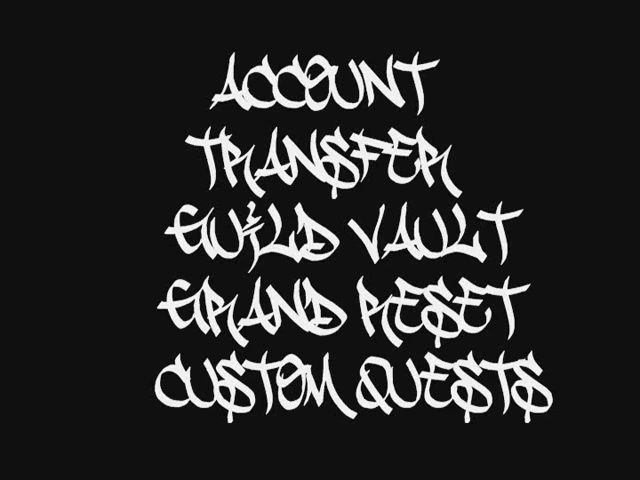 ACCOUNT
TRANSFER
GUILD VAULT
GRAND RESET
CUSTOM QUESTS